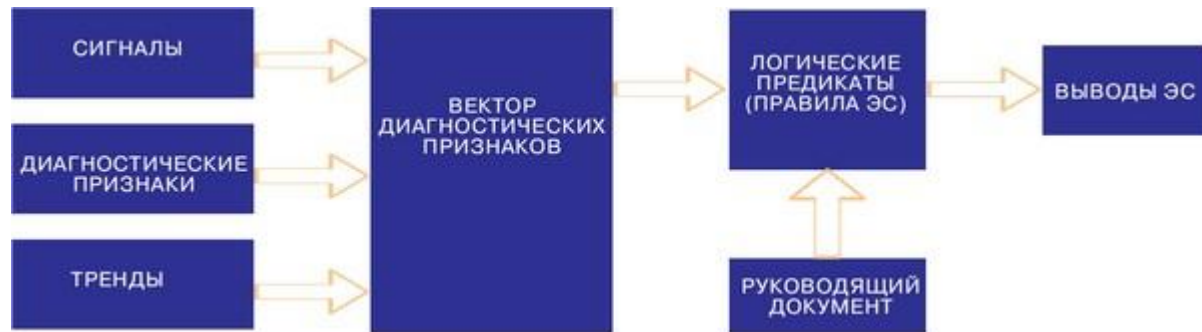 СИГНАЛЫ
ДИАГНОСТИЧЕСКИЕ
ПРИЗНАКИ
ТРЕНДЫ
ВЕКТОР
ДИАГНОСТИЧЕСКИХ
ПРИЗНАКОВ
ЛОГИЧЕСКИЕ
ПРЕДИКАТЫ
(ПРАВИЛА ЭС)
РУКОВОДЯЩИЙ
ДОКУМЕНТ
ВЫВОДЫ ЭС